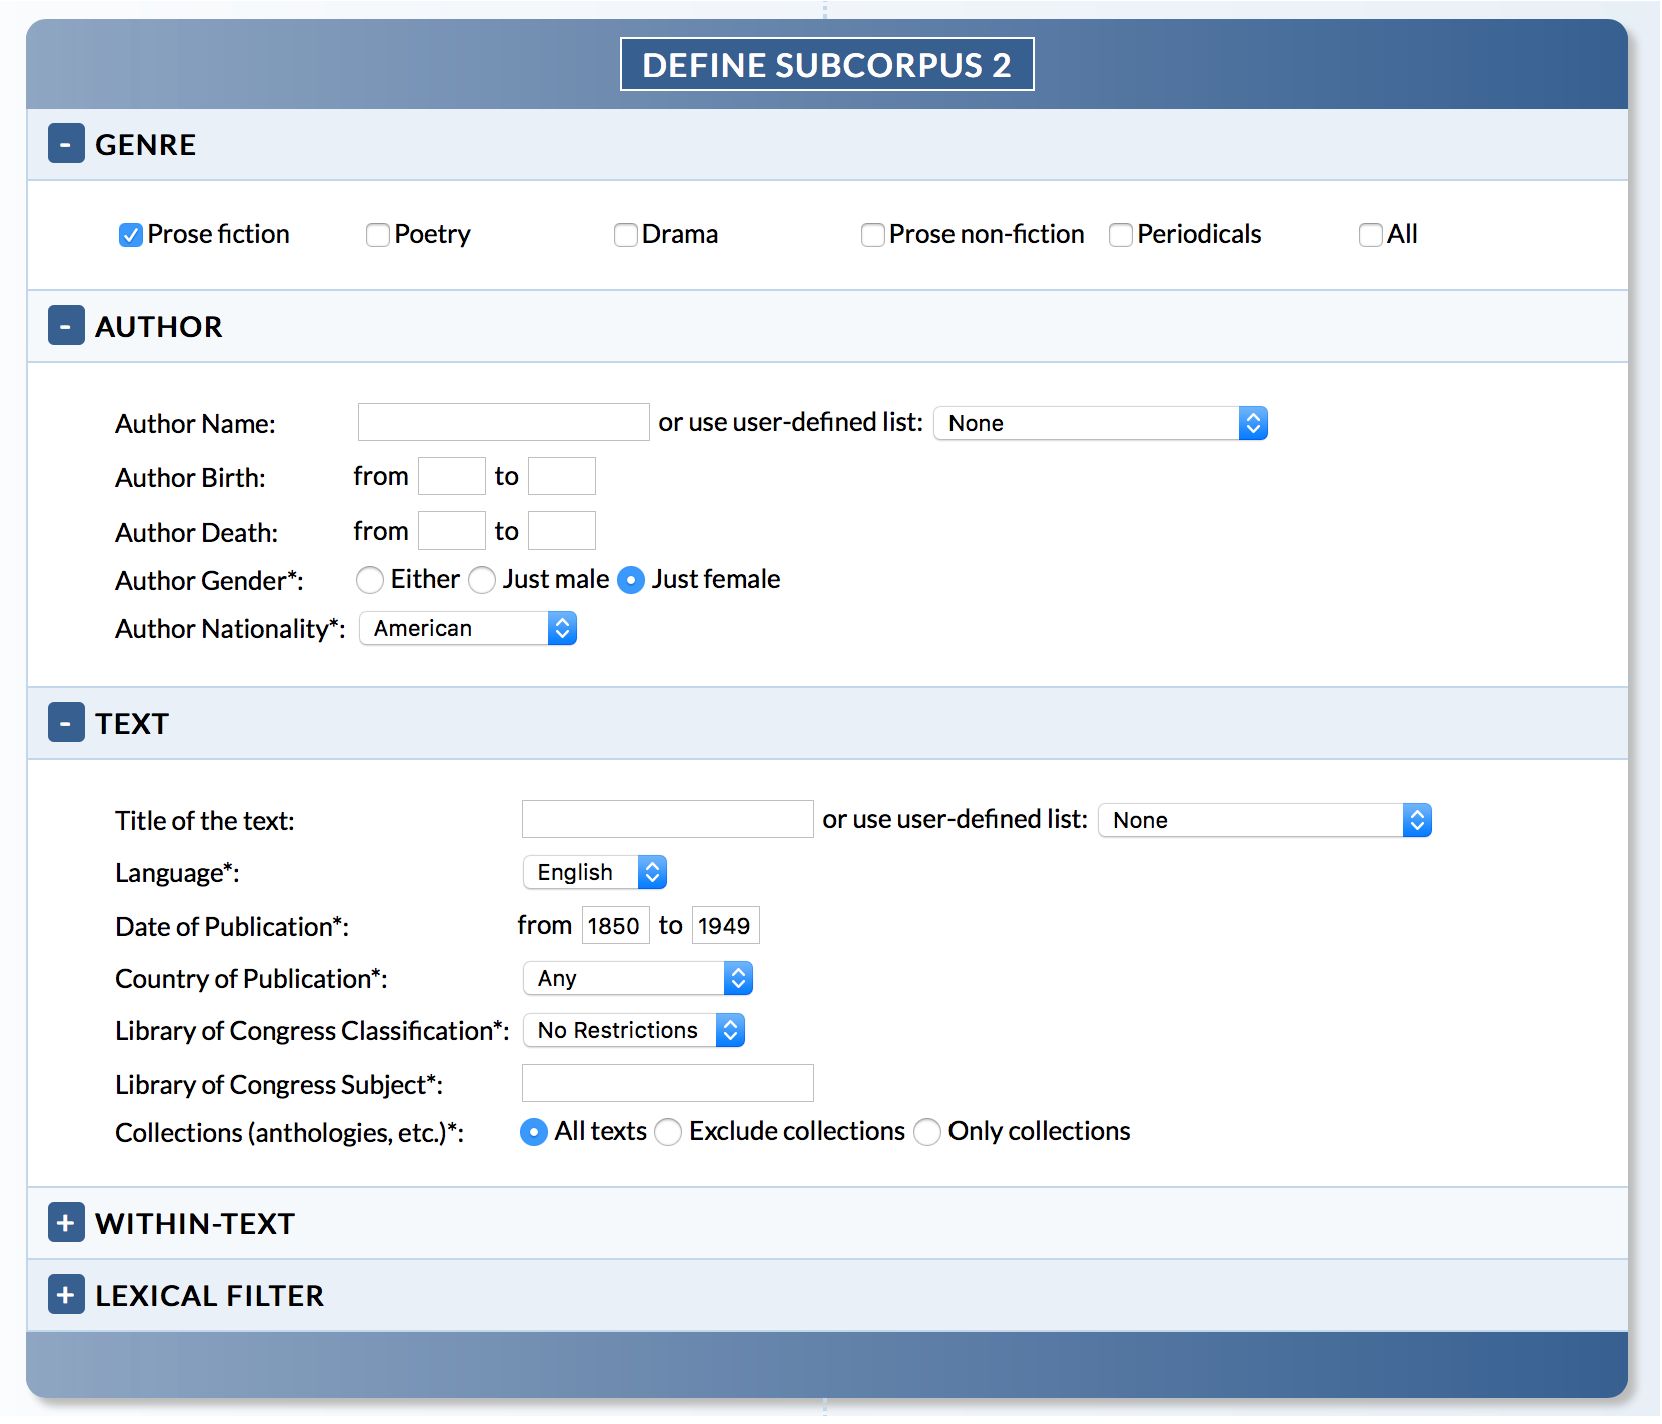 DEFINE SUBCORPUS 2
- GENRE
Prose fiction Poetry Drama Prose non-fiction Periodicals All
- AUTHOR
Author Name: or use user-defined list: None
Author Birth: from to
Author Death: from to
Author Gender*: Either Just male Just female
Author Nationality*: American
- TEXT
Title of the text: or use user-defined list: None
Language*: English
Date of Publication*: from 1850 to 1949
Country of Publication*: Any
Library of Congress Classification*: No Restrictions
Library of Congress Subject*:
Collections (anthologies, etc.)*: All texts Exclude collections Only collections
+ WITHIN-TEXT
+ LEXICAL FILTER